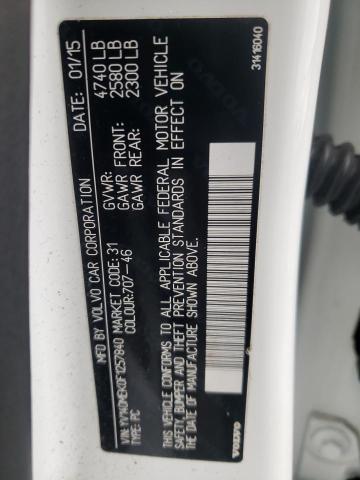 MFD BY VOLVO CAR CORPORATION DATE: 01/15
GVWR: 4740 LB
GAWR FRONT: 2580 LB
GAWR REAR: 2300 LB
VIN: YV140MEK0F1257840 MARKET CODE: 31
TYPE: PC COLOUR: 707-46
THIS VEHICLE CONFORMS TO ALL APPLICABLE FEDERAL MOTOR VEHICLE
SAFETY, BUMPER AND THEFT PREVENTION STANDARDS IN EFFECT ON
THE DATE OF MANUFACTURE SHOWN ABOVE.
VOLVO
31416040